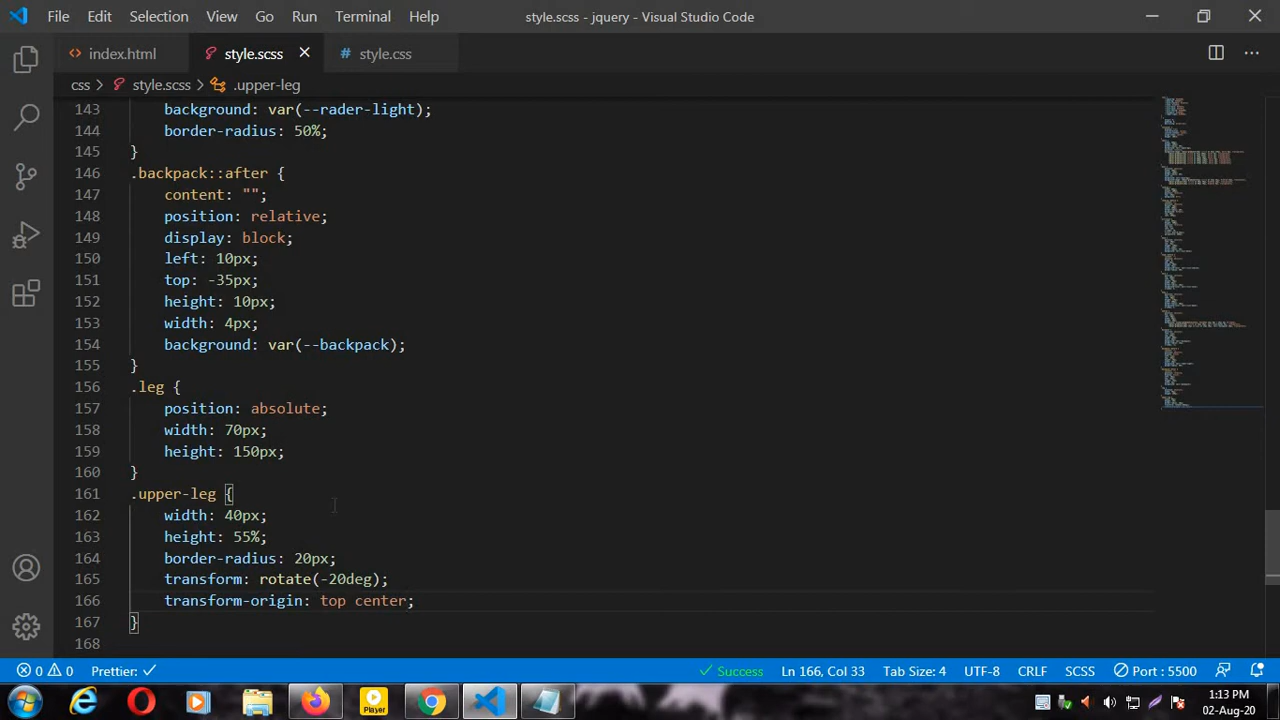 File Edit Selection View Go Run Terminal Help style.scss - jquery - Visual Studio Code
index.html style.scss style.css
css > style.scss > .upper-leg
143 background: var(--rader-light);
144 border-radius: 50%;
145 }
146 .backpack::after {
147 content: "";
148 position: relative;
149 display: block;
150 left: 10px;
151 top: -35px;
152 height: 10px;
153 width: 4px;
154 background: var(--backpack);
155 }
156 .leg {
157 position: absolute;
158 width: 70px;
159 height: 150px;
160 }
161 .upper-leg {
162 width: 40px;
163 height: 55%;
164 border-radius: 20px;
165 transform: rotate(-20deg);
166 transform-origin: top center;
167 }
168
0 0 Prettier: Success Ln 166, Col 33 Tab Size: 4 UTF-8 CRLF SCSS Port : 5500
Player
1:13 PM
02-Aug-20